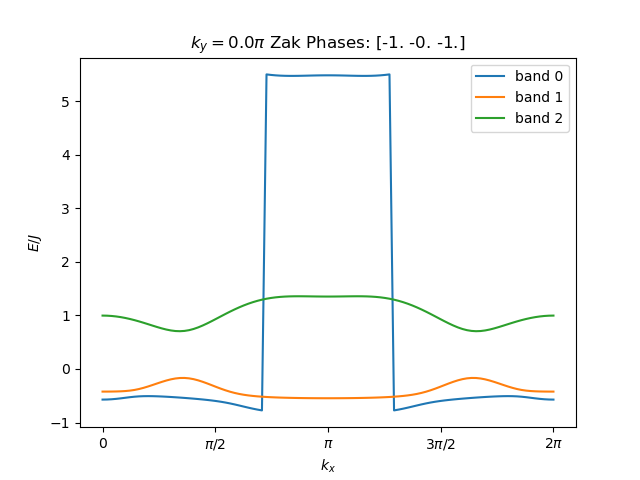 $k_y = 0.0\pi$ Zak Phases: [-1. -0. -1.]
band 0
band 1
band 2
E/J
5
4
3
2
1
0
−1
0
π/2
π
3π/2
2π
$k_x$